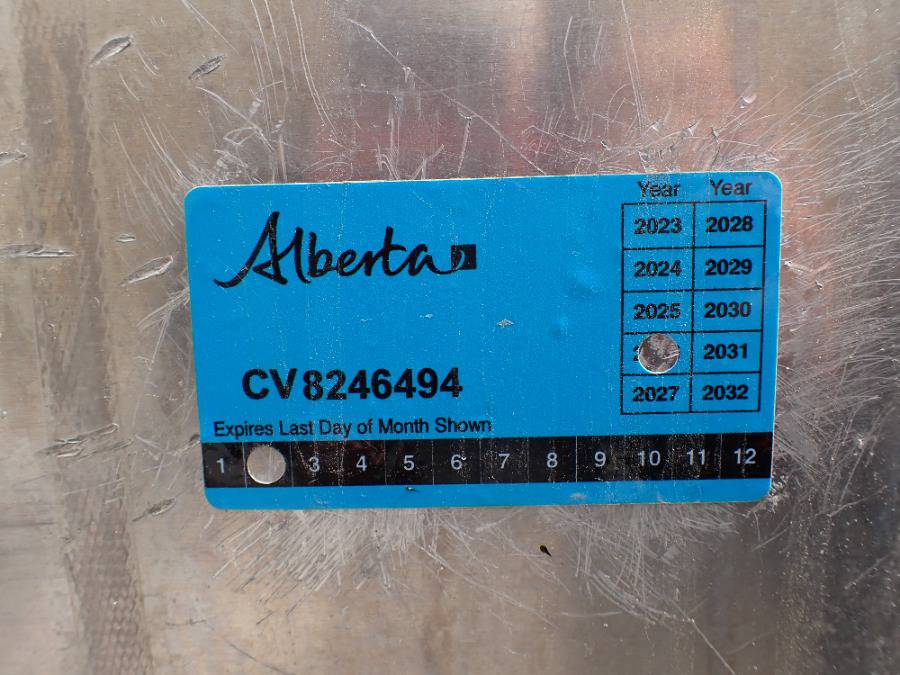 Alberta
Year Year
2023 2028
2024 2029
2025 2030
2031
2027 2032
CV8246494
Expires Last Day of Month Shown
1 3 4 5 6 7 8 9 10 11 12